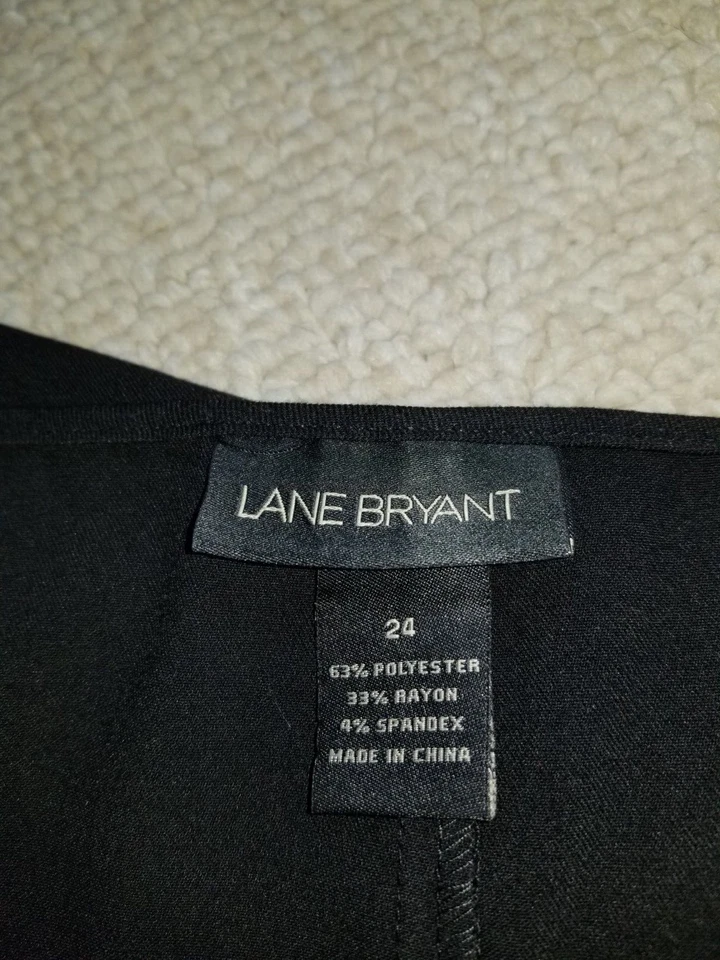 LANE BRYANT
24
63% POLYESTER
33% RAYON
4% SPANDEX
MADE IN CHINA